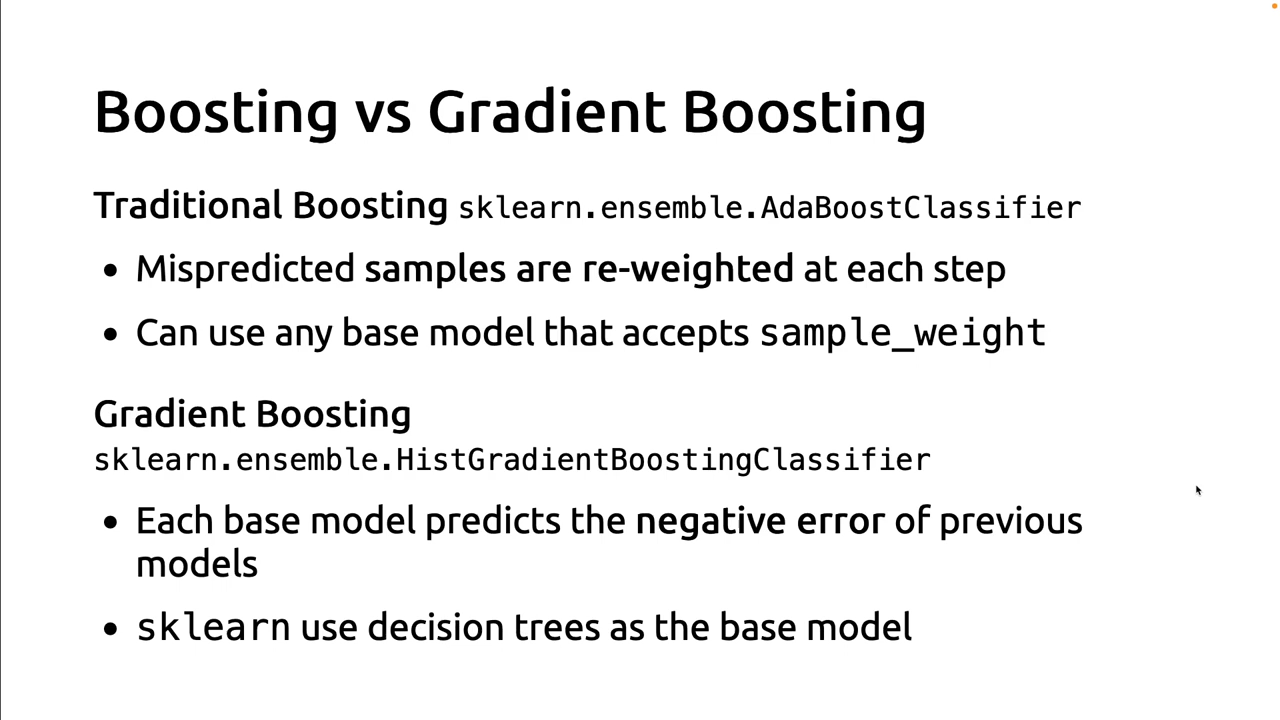 Boosting vs Gradient Boosting
Traditional Boosting sklearn.ensemble.AdaBoostClassifier
• Mispredicted samples are re-weighted at each step
• Can use any base model that accepts sample_weight
Gradient Boosting
sklearn.ensemble.HistGradientBoostingClassifier
• Each base model predicts the negative error of previous
models
• sklearn use decision trees as the base model